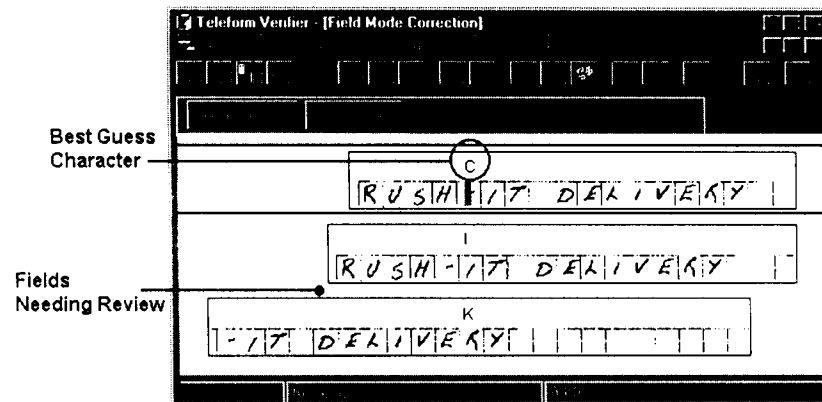 Teleform Verifier - [Field Mode Correction]
Best Guess
Character
C
RUSH-IT DELIVERY
I
RUSH-IT DELIVERY
Fields
Needing Review
K
-IT DELIVERY